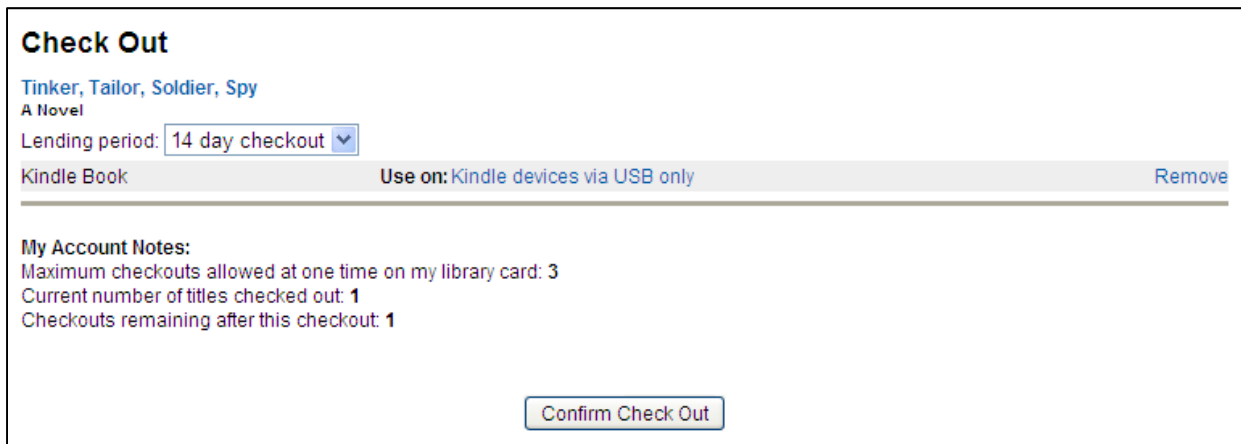 Check Out
Tinker, Tailor, Soldier, Spy
A Novel
Lending period: 14 day checkout
Kindle Book Use on: Kindle devices via USB only Remove
My Account Notes:
Maximum checkouts allowed at one time on my library card: 3
Current number of titles checked out: 1
Checkouts remaining after this checkout: 1
Confirm Check Out